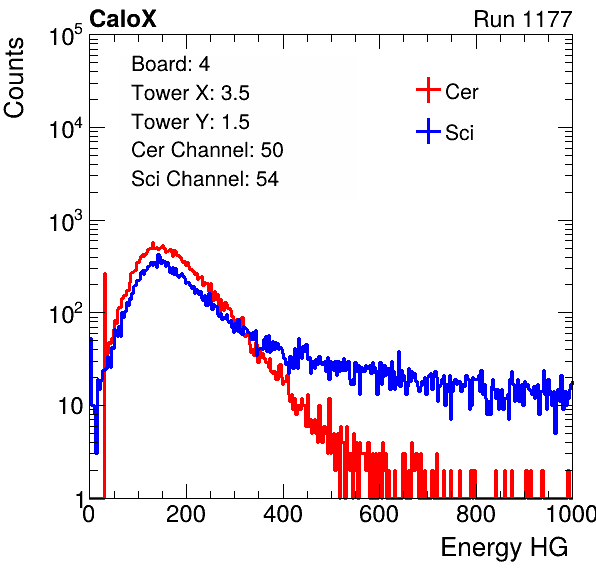 CaloX Run 1177
Counts
Board: 4
Tower X: 3.5
Tower Y: 1.5
Cer Channel: 50
Sci Channel: 54
Cer
Sci
10^5
10^4
10^3
10^2
10
1
0 200 400 600 800 1000
Energy HG